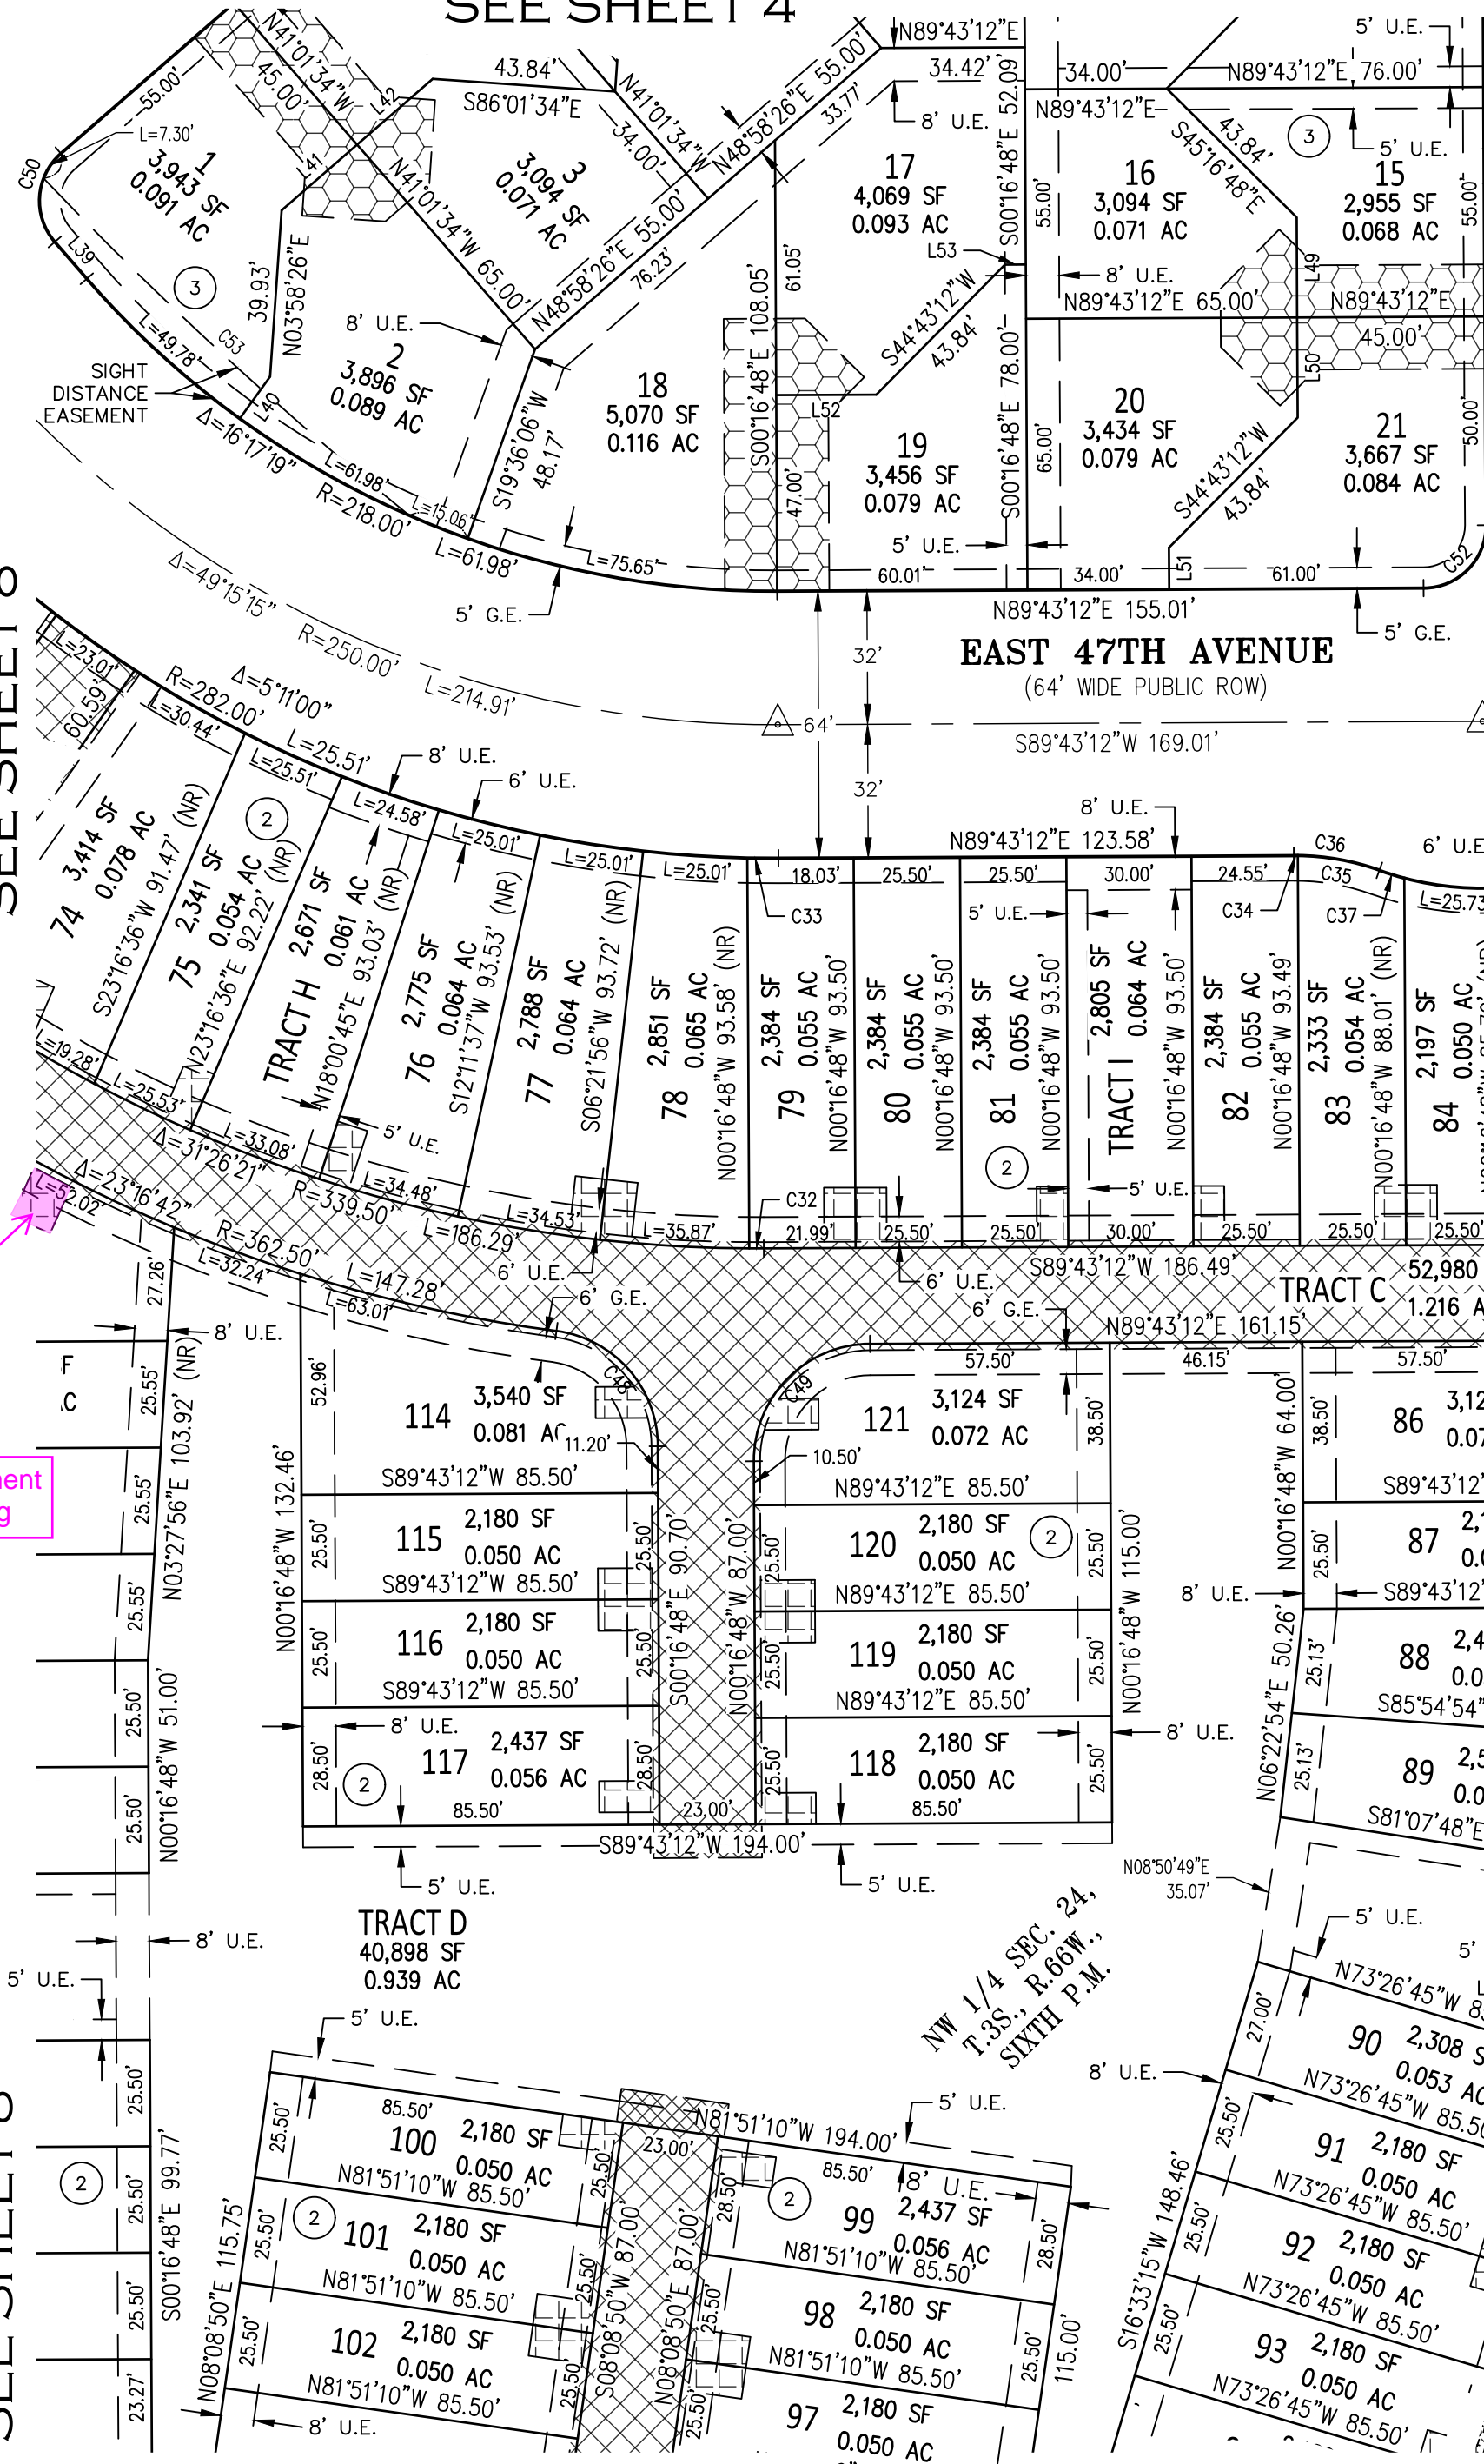 SEE SHEET 4
N41°01'34"W
45.00'
55.00'
L=7.30'
C50
1
3,943 SF
0.091 AC
L42
L41
43.84'
S86°01'34"E
N41°01'34"W
34.00'
3
3,094 SF
0.071 AC
N41°01'34"W 65.00'
N48°58'26"E 55.00'
33.77'
N48°58'26"E 55.00'
76.23'
N89°43'12"E
34.42'
8' U.E.
S00°16'48"E 52.09
17
4,069 SF
0.093 AC
L53
61.05'
S00°16'48"E 108.05'
S44°43'12"W
43.84'
L52
47.00'
5' U.E.
34.00'
N89°43'12"E 76.00'
N89°43'12"E
43.84'
S45°16'48"E
3
5' U.E.
16
3,094 SF
0.071 AC
15
2,955 SF
0.068 AC
S00°16'48"E
55.00'
55.00'
8' U.E.
L49
N89°43'12"E 65.00'
N89°43'12"E
45.00'
L50
S00°16'48"E 78.00'
65.00'
20
3,434 SF
0.079 AC
21
3,667 SF
0.084 AC
50.00'
S44°43'12"W
43.84'
L51
C52
L39
39.93'
N03°58'26"E
3
C53
L=49.78'
SIGHT
DISTANCE
EASEMENT
L40
8' U.E.
2
3,896 SF
0.089 AC
Δ=16°17'19"
L=61.98'
R=218.00'
L=15.06'
L=61.98'
S19°36'06"W
48.17'
18
5,070 SF
0.116 AC
19
3,456 SF
0.079 AC
5' U.E.
L=75.65'
60.01'
34.00'
61.00'
N89°43'12"E 155.01'
5' G.E.
5' G.E.
Δ=49°15'15"
R=250.00'
L=214.91'
32'
64'
32'
EAST 47TH AVENUE
(64' WIDE PUBLIC ROW)
S89°43'12"W 169.01'
SEE SHEET 8
L=23.01'
60.59'
L=30.44'
R=282.00'
Δ=5°11'00"
L=25.51'
L=25.51'
8' U.E.
6' U.E.
L=24.58'
L=25.01'
L=25.01'
L=25.01'
8' U.E.
N89°43'12"E 123.58'
C36
C35
6' U.E
18.03'
25.50'
25.50'
30.00'
24.55'
C33
5' U.E.
C34
C37
L=25.73
74
3,414 SF
0.078 AC
S23°16'36"W 91.47' (NR)
75
2,341 SF
0.054 AC
2
N23°16'36"E 92.22' (NR)
TRACT H
2,671 SF
0.061 AC
N18°00'45"E 93.03' (NR)
76
2,775 SF
0.064 AC
S12°11'37"W 93.53' (NR)
77
2,788 SF
0.064 AC
S06°21'56"W 93.72' (NR)
78
2,851 SF
0.065 AC
N00°16'48"W 93.58' (NR)
79
2,384 SF
0.055 AC
N00°16'48"W 93.50'
80
2,384 SF
0.055 AC
N00°16'48"W 93.50'
81
2,384 SF
0.055 AC
2
N00°16'48"W 93.50'
TRACT I
2,805 SF
0.064 AC
N00°16'48"W 93.50'
82
2,384 SF
0.055 AC
N00°16'48"W 93.49'
83
2,333 SF
0.054 AC
N00°16'48"W 88.01' (NR)
84
2,197 SF
0.050 AC
L=19.28'
L=25.53'
L=33.08'
5' U.E.
Δ=31°26'21"
L=34.48'
R=339.50'
L=34.53'
L=186.29'
L=35.87'
C32
21.99'
25.50'
25.50'
5' U.E.
30.00'
25.50'
25.50'
25.50'
L=52.02'
Δ=23°16'42"
R=362.50'
L=32.24'
L=147.28'
L=63.01'
6' U.E.
6' G.E.
6' U.E.
S89°43'12"W 186.49'
TRACT C
52,980
1.216 A
6' G.E.
N89°43'12"E 161.15'
57.50'
46.15'
57.50'
27.26'
8' U.E.
F
C
25.55'
N03°27'56"E 103.92' (NR)
25.55'
25.55'
25.50'
25.50'
N00°16'48"W 51.00'
52.96'
N00°16'48"W 132.46'
114
3,540 SF
0.081 AC
11.20'
C48
C49
10.50'
S89°43'12"W 85.50'
115
2,180 SF
0.050 AC
25.50'
25.50'
S89°43'12"W 85.50'
116
2,180 SF
0.050 AC
25.50'
25.50'
S89°43'12"W 85.50'
8' U.E.
117
2,437 SF
0.056 AC
28.50'
28.50'
2
85.50'
S00°16'48"E 90.70'
N00°16'48"W 87.00'
23.00'
S89°43'12"W 194.00'
121
3,124 SF
0.072 AC
38.50'
N89°43'12"E 85.50'
120
2,180 SF
0.050 AC
25.50'
2
25.50'
N89°43'12"E 85.50'
119
2,180 SF
0.050 AC
25.50'
25.50'
N89°43'12"E 85.50'
118
2,180 SF
0.050 AC
25.50'
25.50'
85.50'
N00°16'48"W 115.00'
8' U.E.
N00°16'48"W 64.00'
38.50'
86
3,12
0.07
S89°43'12"
87
25.50'
8' U.E.
S89°43'12"
N06°22'54"E 50.26'
88
2,4
0.0
25.13'
S85°54'54"
89
25.13'
S81°07'48"E
5' U.E.
5' U.E.
N08°50'49"E
35.07'
ent
g
TRACT D
40,898 SF
0.939 AC
8' U.E.
5' U.E.
5' U.E.
NW 1/4 SEC. 24,
T.3S., R.66W.,
SIXTH P.M.
5' U.E.
5'
N73°26'45"W 8
27.00'
90
2,308 S
0.053 AC
8' U.E.
N73°26'45"W 85.50
91
2,180 SF
0.050 AC
25.50'
N73°26'45"W 85.50'
92
2,180 SF
0.050 AC
25.50'
N73°26'45"W 85.50'
93
2,180 SF
0.050 AC
25.50'
N73°26'45"W 85.50'
S16°33'15"W 148.46'
SEE SHEET 8
25.50'
2
25.50'
25.50'
23.27'
S00°16'48"E 99.77'
85.50'
100
2,180 SF
0.050 AC
25.50'
25.50'
N81°51'10"W 85.50'
2
101
2,180 SF
0.050 AC
25.50'
25.50'
N81°51'10"W 85.50'
102
2,180 SF
0.050 AC
25.50'
25.50'
N81°51'10"W 85.50'
N08°08'50"E 115.75'
8' U.E.
N81°51'10"W 194.00'
23.00'
5' U.E.
S08°08'50"W 87.00'
N08°08'50"E 87.00'
85.50'
8' U.E.
2
99
2,437 SF
0.056 AC
28.50'
28.50'
N81°51'10"W 85.50'
98
2,180 SF
0.050 AC
25.50'
25.50'
N81°51'10"W 85.50'
115.00'
97
2,180 SF
0.050 AC
25.50'